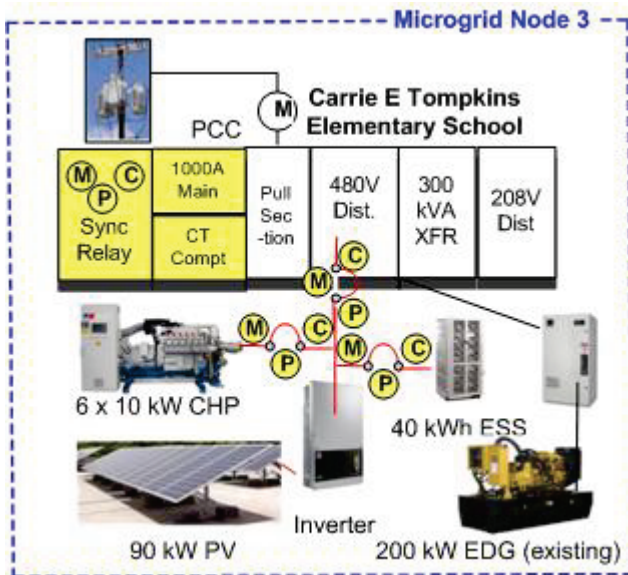 Microgrid Node 3
M
Carrie E Tompkins
Elementary School
PCC
M
P
C
Sync
Relay
1000A
Main
CT
Compt
Pull
Sec
-tion
480V
Dist.
300
kVA
XFR
208V
Dist
C
M
P
M
C
P
M
C
P
6 x 10 kW CHP
40 kWh ESS
Inverter
90 kW PV
200 kW EDG (existing)